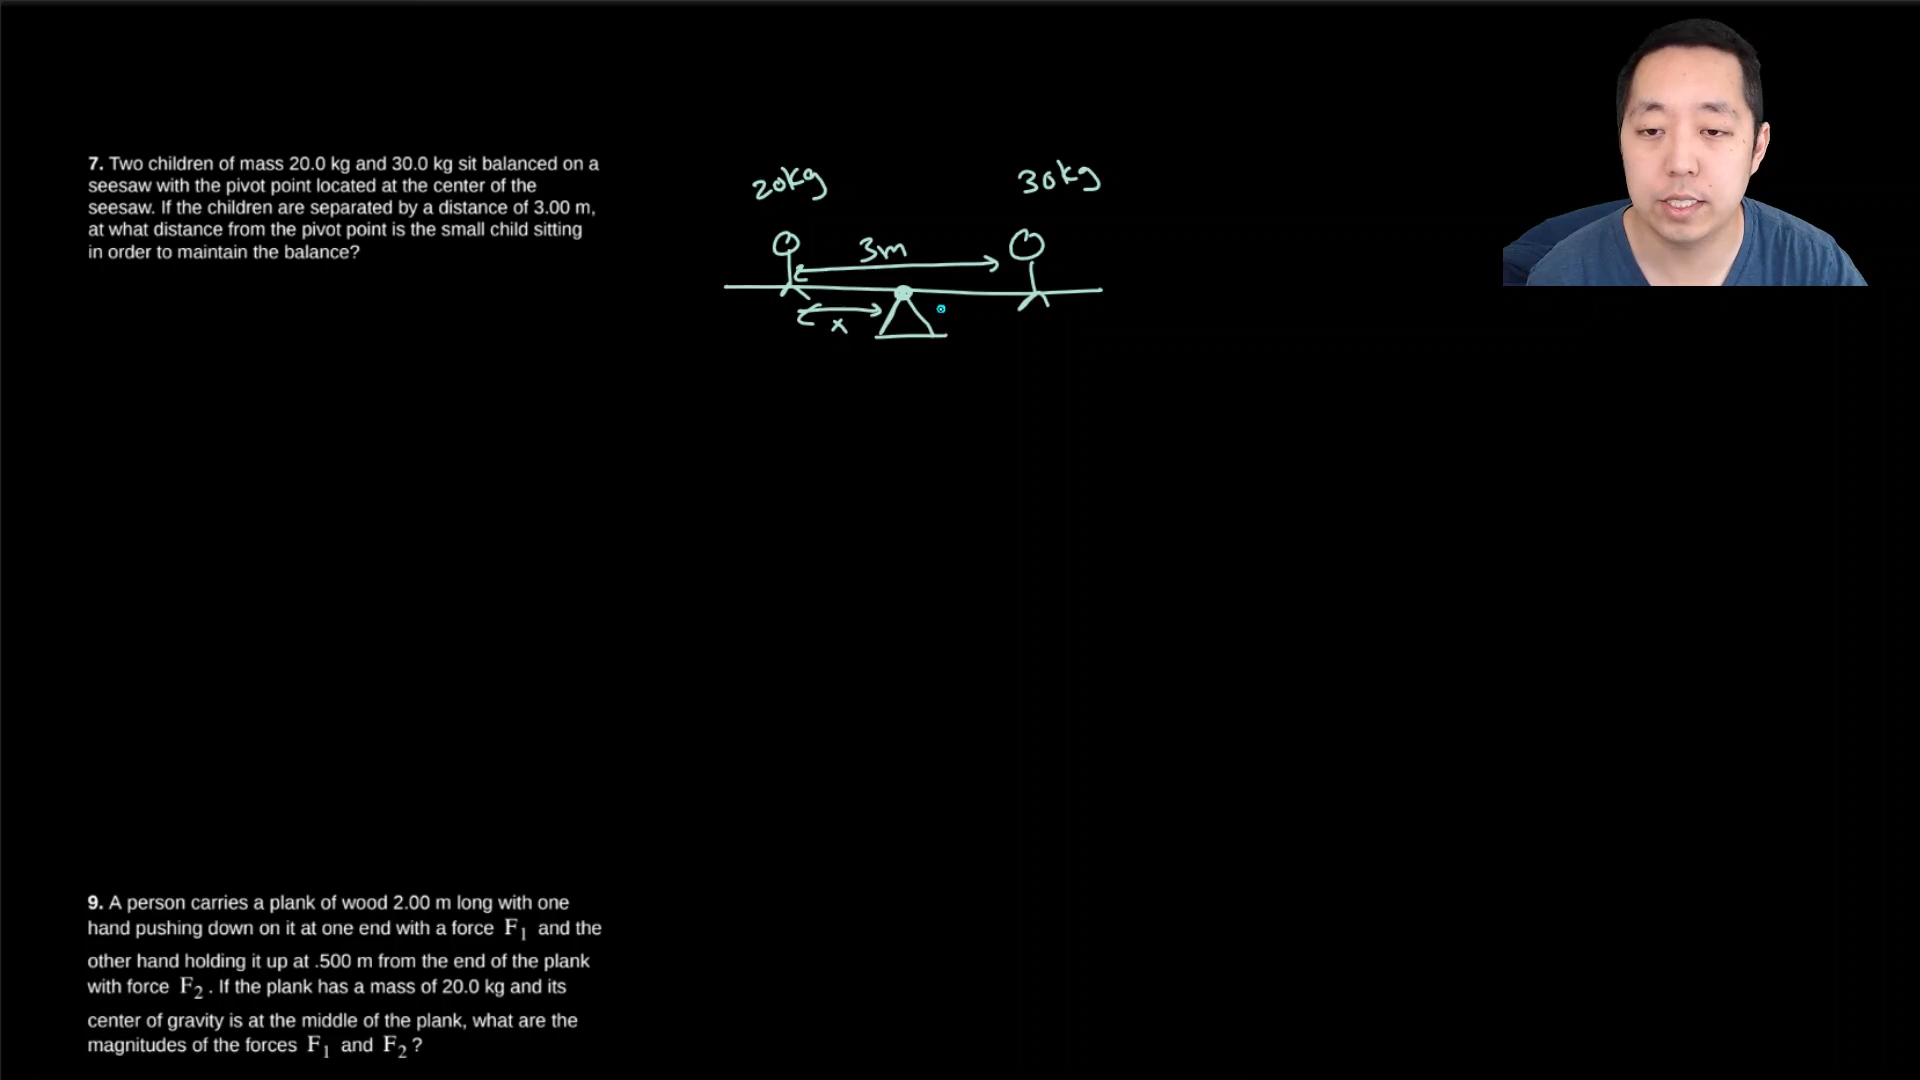 7. Two children of mass 20.0 kg and 30.0 kg sit balanced on a
seesaw with the pivot point located at the center of the
seesaw. If the children are separated by a distance of 3.00 m,
at what distance from the pivot point is the small child sitting
in order to maintain the balance?
20kg
30kg
3m
x
9. A person carries a plank of wood 2.00 m long with one
hand pushing down on it at one end with a force F₁ and the
other hand holding it up at .500 m from the end of the plank
with force F₂. If the plank has a mass of 20.0 kg and its
center of gravity is at the middle of the plank, what are the
magnitudes of the forces F₁ and F₂?